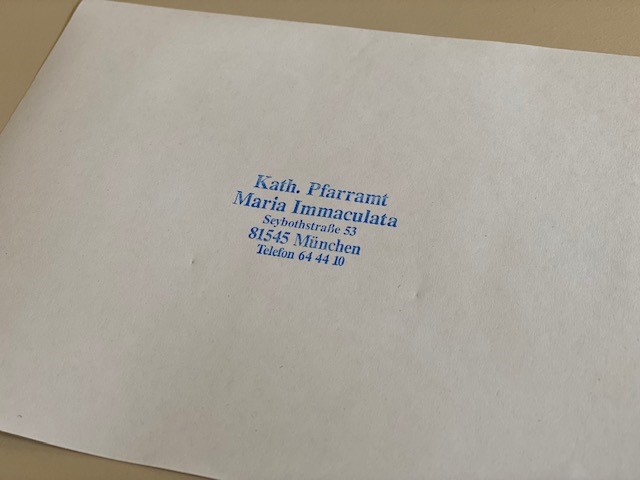 Kath. Pfarramt
Maria Immaculata
Seybothstraße 53
81545 München
Telefon 64 44 10